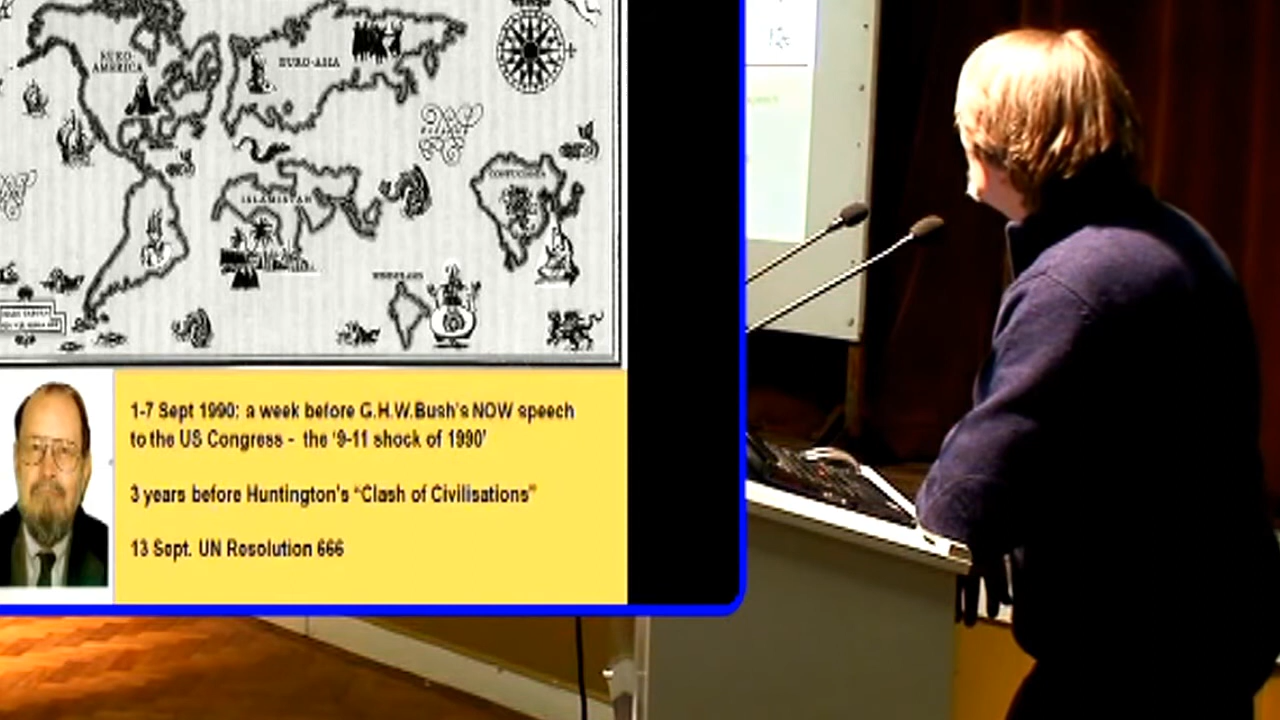 EURO-
AMERICA
EURO-ASIA
ISLAMISTAN
CONFUCIANIA
1-7 Sept 1990: a week before G.H.W.Bush's NOW speech
to the US Congress - the '9-11 shock of 1990'
3 years before Huntington's “Clash of Civilisations”
13 Sept. UN Resolution 666